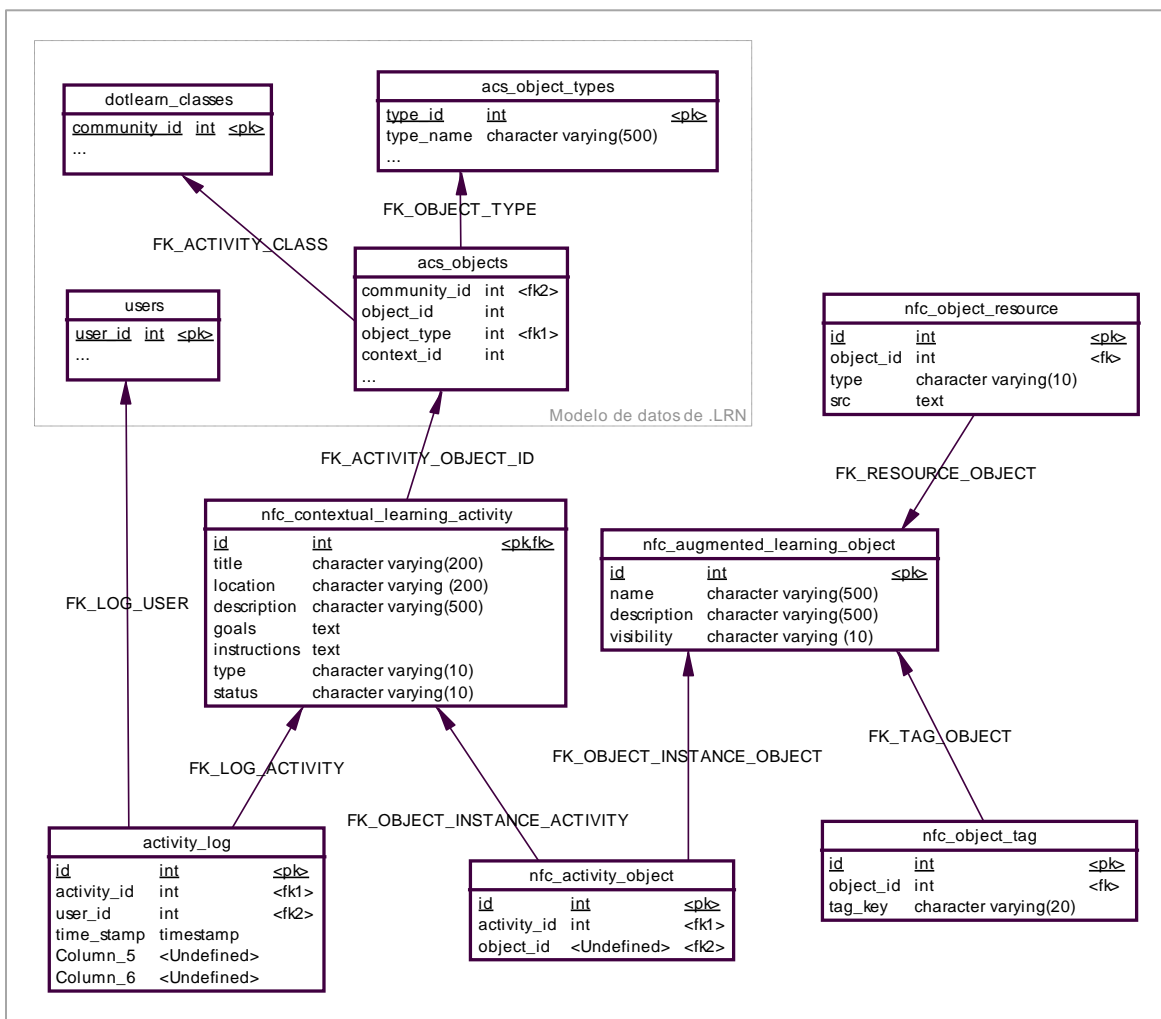 dotlearn_classes
community_id int <pk>
...
acs_object_types
type_id int <pk>
type_name character varying(500)
...
FK_OBJECT_TYPE
FK_ACTIVITY_CLASS
acs_objects
community_id int <fk2>
object_id int
object_type int <fk1>
context_id int
...
users
user_id int <pk>
...
Modelo de datos de .LRN
nfc_object_resource
id int <pk>
object_id int <fk>
type character varying(10)
src text
FK_ACTIVITY_OBJECT_ID
FK_RESOURCE_OBJECT
nfc_contextual_learning_activity
id int <pk,fk>
title character varying(200)
location character varying (200)
description character varying(500)
goals text
instructions text
type character varying(10)
status character varying(10)
nfc_augmented_learning_object
id int <pk>
name character varying(500)
description character varying(500)
visibility character varying (10)
FK_LOG_USER
FK_LOG_ACTIVITY
FK_OBJECT_INSTANCE_OBJECT
FK_TAG_OBJECT
FK_OBJECT_INSTANCE_ACTIVITY
activity_log
id int <pk>
activity_id int <fk1>
user_id int <fk2>
time_stamp timestamp
Column_5 <Undefined>
Column_6 <Undefined>
nfc_activity_object
id int <pk>
activity_id int <fk1>
object_id <Undefined> <fk2>
nfc_object_tag
id int <pk>
object_id int <fk>
tag_key character varying(20)